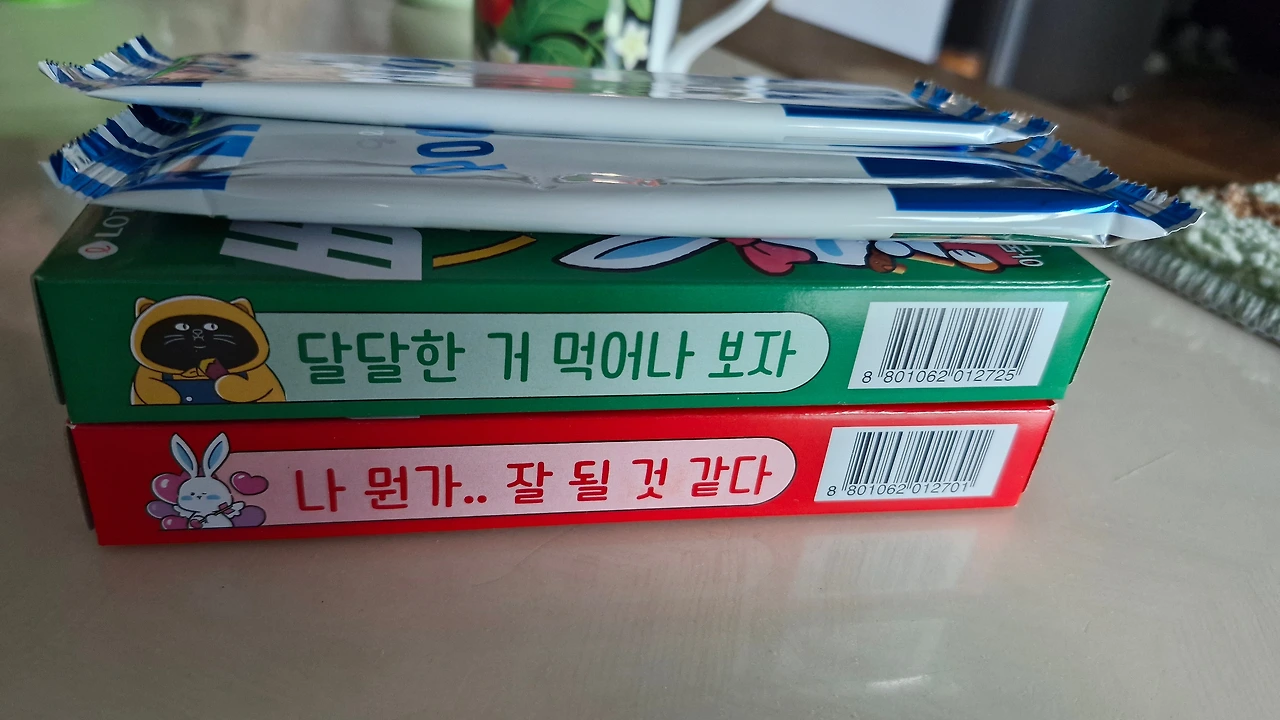 LOT
달달한 거 먹어나 보자
8 801062 012725
나 뭔가.. 잘 될 것 같다
8 801062 012701